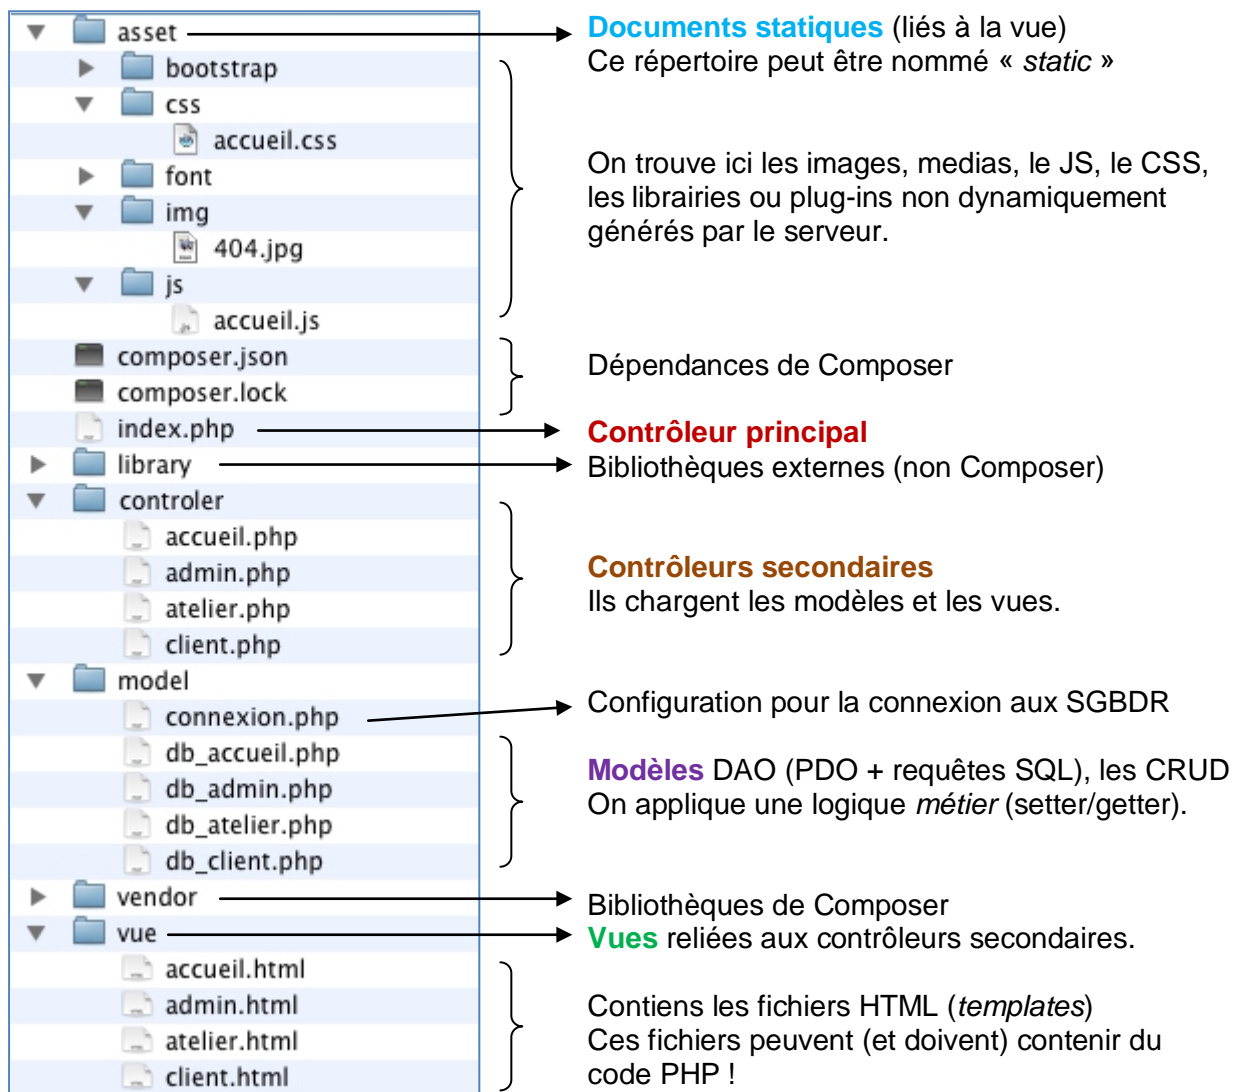 asset
Documents statiques (liés à la vue)
Ce répertoire peut être nommé « static »
bootstrap
css
accueil.css
font
img
404.jpg
js
accueil.js
On trouve ici les images, medias, le JS, le CSS,
les librairies ou plug-ins non dynamiquement
générés par le serveur.
composer.json
composer.lock
Dépendances de Composer
index.php
Contrôleur principal
library
Bibliothèques externes (non Composer)
controler
accueil.php
admin.php
atelier.php
client.php
Contrôleurs secondaires
Ils chargent les modèles et les vues.
model
connexion.php
Configuration pour la connexion aux SGBDR
db_accueil.php
db_admin.php
db_atelier.php
db_client.php
Modèles DAO (PDO + requêtes SQL), les CRUD
On applique une logique métier (setter/getter).
vendor
Bibliothèques de Composer
vue
Vues reliées aux contrôleurs secondaires.
accueil.html
admin.html
atelier.html
client.html
Contiens les fichiers HTML (templates)
Ces fichiers peuvent (et doivent) contenir du
code PHP !